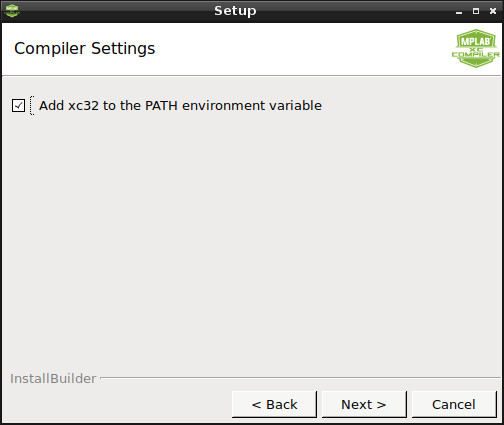 Setup
Compiler Settings
MPLAB
XC
COMPILER
Add xc32 to the PATH environment variable
InstallBuilder
< Back
Next >
Cancel